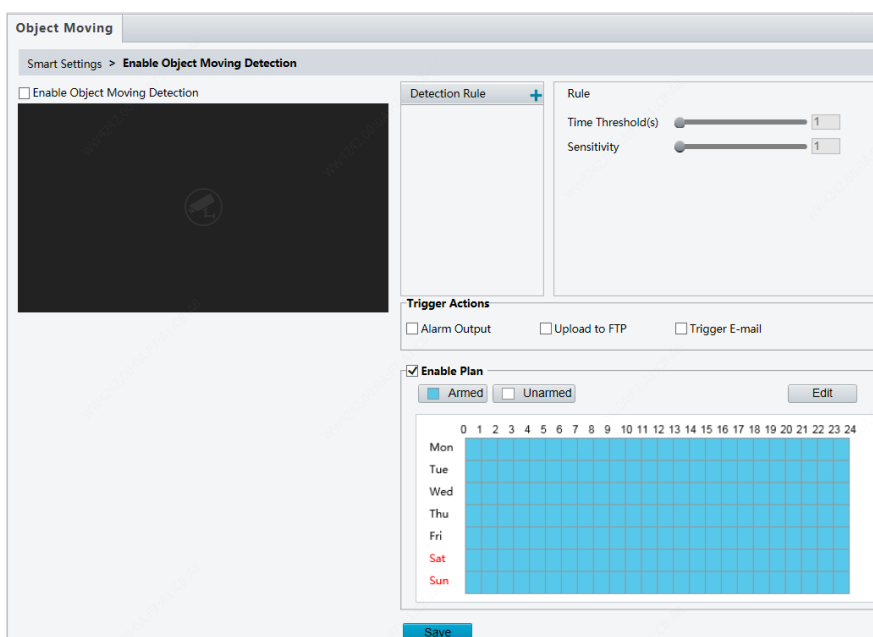 Object Moving
Smart Settings > Enable Object Moving Detection
Enable Object Moving Detection
Detection Rule +
Rule
Time Threshold(s) 1
Sensitivity 1
Trigger Actions
Alarm Output Upload to FTP Trigger E-mail
Enable Plan
Armed Unarmed Edit
0 1 2 3 4 5 6 7 8 9 10 11 12 13 14 15 16 17 18 19 20 21 22 23 24
Mon
Tue
Wed
Thu
Fri
Sat
Sun
Save